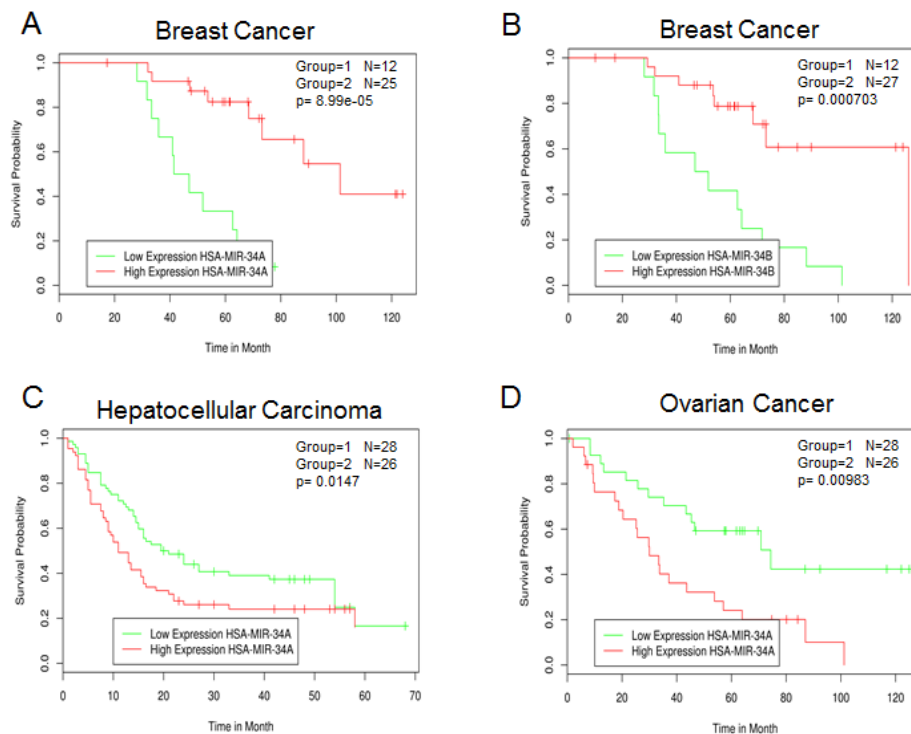 A
Breast Cancer
Group=1 N=12
Group=2 N=25
p= 8.99e-05
Survival Probability
1.0
0.8
0.6
0.4
0.2
0.0
Low Expression HSA-MIR-34A
High Expression HSA-MIR-34A
0 20 40 60 80 100 120
Time in Month
B
Breast Cancer
Group=1 N=12
Group=2 N=27
p= 0.000703
Survival Probability
1.0
0.8
0.6
0.4
0.2
0.0
Low Expression HSA-MIR-34B
High Expression HSA-MIR-34B
0 20 40 60 80 100 120
Time in Month
C
Hepatocellular Carcinoma
Group=1 N=28
Group=2 N=26
p= 0.0147
Survival Probability
1.0
0.8
0.6
0.4
0.2
0.0
Low Expression HSA-MIR-34A
High Expression HSA-MIR-34A
0 10 20 30 40 50 60 70
Time in Month
D
Ovarian Cancer
Group=1 N=28
Group=2 N=26
p= 0.00983
Survival Probability
1.0
0.8
0.6
0.4
0.2
0.0
Low Expression HSA-MIR-34A
High Expression HSA-MIR-34A
0 20 40 60 80 100 120
Time in Month